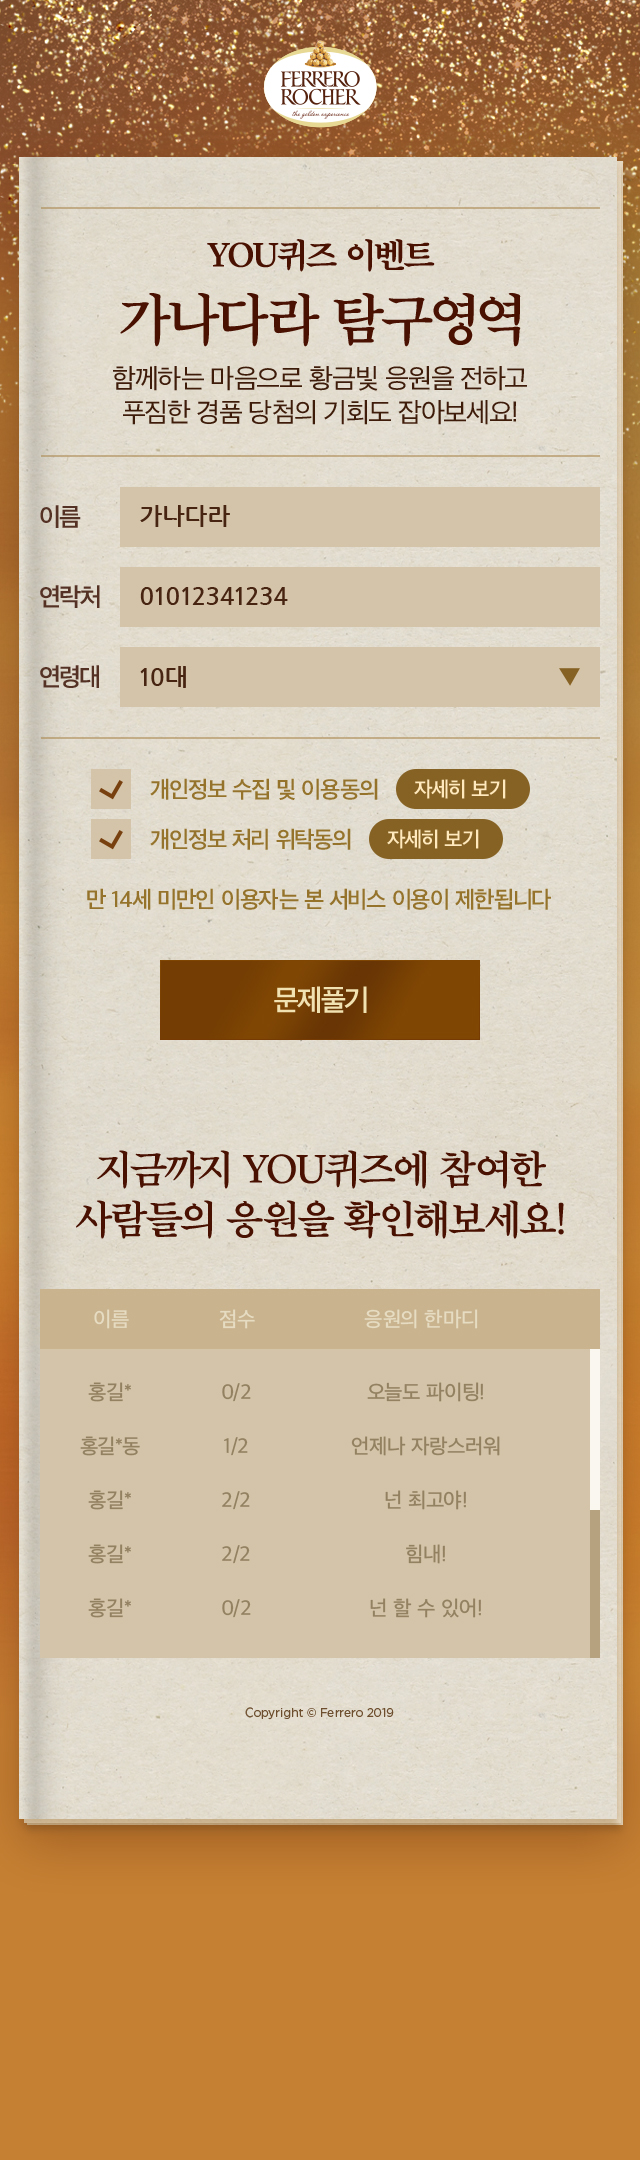 FERRERO
ROCHER
the golden experience
YOU퀴즈 이벤트
가나다라 탐구영역
함께하는 마음으로 황금빛 응원을 전하고
푸짐한 경품 당첨의 기회도 잡아보세요!
이름 가나다라
연락처 01012341234
연령대 10대 ▼
개인정보 수집 및 이용동의 자세히 보기
개인정보 처리 위탁동의 자세히 보기
만 14세 미만인 이용자는 본 서비스 이용이 제한됩니다
문제풀기
지금까지 YOU퀴즈에 참여한
사람들의 응원을 확인해보세요!
이름 점수 응원의 한마디
홍길* 0/2 오늘도 파이팅!
홍길*동 1/2 언제나 자랑스러워
홍길* 2/2 넌 최고야!
홍길* 2/2 힘내!
홍길* 0/2 넌 할 수 있어!
Copyright © Ferrero 2019